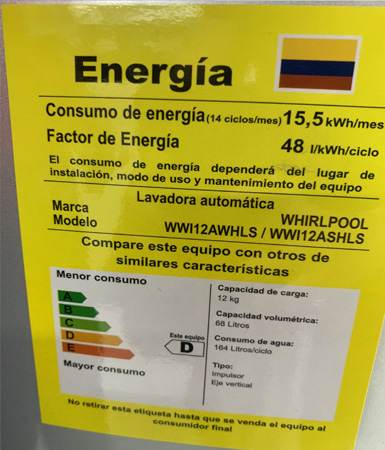 Energía
Consumo de energía(14 ciclos/mes) 15,5 kWh/mes
Factor de Energía 48 l/kWh/ciclo
El consumo de energía dependerá del lugar de
instalación, modo de uso y mantenimiento del equipo
Lavadora automática
Marca WHIRLPOOL
Modelo WWI12AWHLS / WWI12ASHLS
Compare este equipo con otros de
similares características
Menor consumo
A
B
C
D
E
Este equipo
D
Mayor consumo
Capacidad de carga:
12 kg
Capacidad volumétrica:
68 Litros
Consumo de agua:
164 Litros/ciclo
Tipo:
Impulsor
Eje vertical
No retirar esta etiqueta hasta que se venda el equipo al
consumidor final